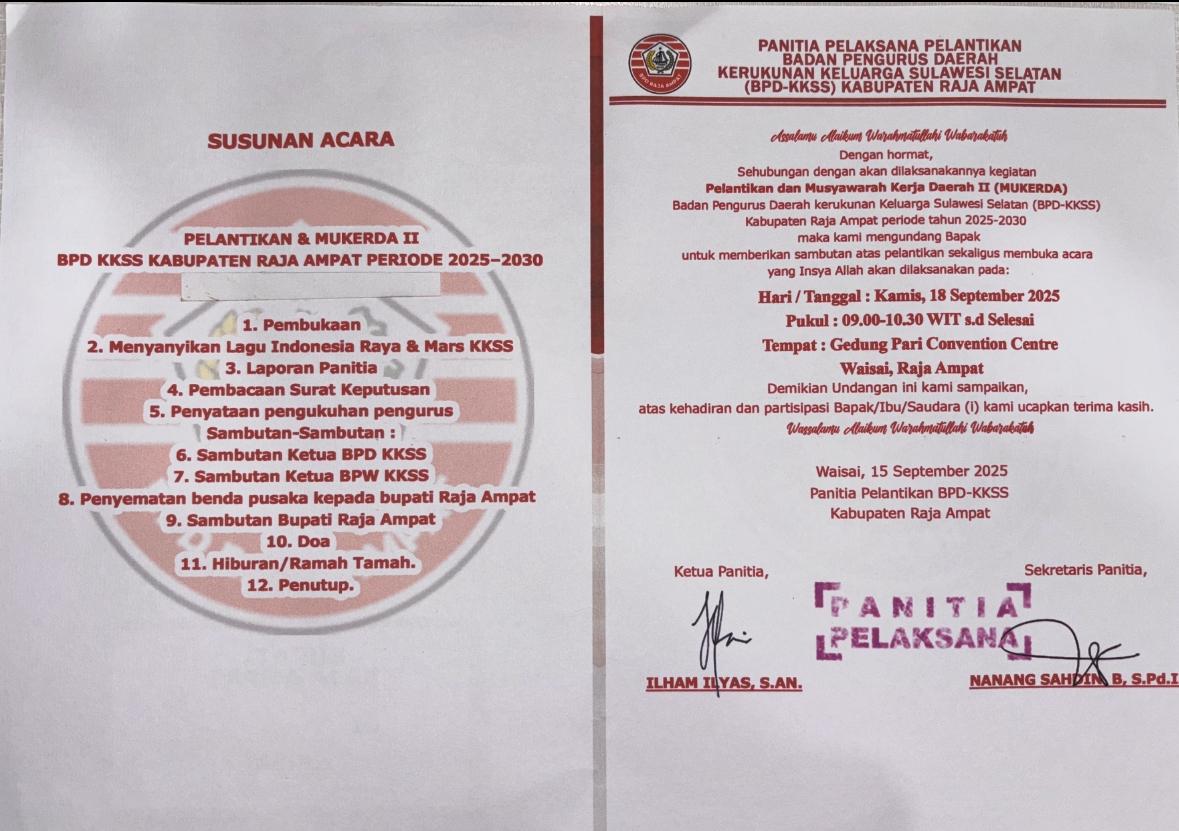 SUSUNAN ACARA
PELANTIKAN & MUKERDA II
BPD KKSS KABUPATEN RAJA AMPAT PERIODE 2025–2030
1. Pembukaan
2. Menyanyikan Lagu Indonesia Raya & Mars KKSS
3. Laporan Panitia
4. Pembacaan Surat Keputusan
5. Penyataan pengukuhan pengurus
Sambutan-Sambutan :
6. Sambutan Ketua BPD KKSS
7. Sambutan Ketua BPW KKSS
8. Penyematan benda pusaka kepada bupati Raja Ampat
9. Sambutan Bupati Raja Ampat
10. Doa
11. Hiburan/Ramah Tamah.
12. Penutup.
BPD RAJA AMPAT
PANITIA PELAKSANA PELANTIKAN
BADAN PENGURUS DAERAH
KERUKUNAN KELUARGA SULAWESI SELATAN
(BPD-KKSS) KABUPATEN RAJA AMPAT
Assalamu Alaikum Warahmatullahi Wabarakatuh
Dengan hormat,
Sehubungan dengan akan dilaksanakannya kegiatan
Pelantikan dan Musyawarah Kerja Daerah II (MUKERDA)
Badan Pengurus Daerah kerukunan Keluarga Sulawesi Selatan (BPD-KKSS)
Kabupaten Raja Ampat periode tahun 2025-2030
maka kami mengundang Bapak
untuk memberikan sambutan atas pelantikan sekaligus membuka acara
yang Insya Allah akan dilaksanakan pada:
Hari / Tanggal : Kamis, 18 September 2025
Pukul : 09.00-10.30 WIT s.d Selesai
Tempat : Gedung Pari Convention Centre
Waisai, Raja Ampat
Demikian Undangan ini kami sampaikan,
atas kehadiran dan partisipasi Bapak/Ibu/Saudara (i) kami ucapkan terima kasih.
Wassalamu Alaikum Warahmatullahi Wabarakatuh
Waisai, 15 September 2025
Panitia Pelantikan BPD-KKSS
Kabupaten Raja Ampat
Ketua Panitia,
Sekretaris Panitia,
PANITIA
PELAKSANA
ILHAM ILYAS, S.AN.
NANANG SAHDIN. B, S.Pd.I